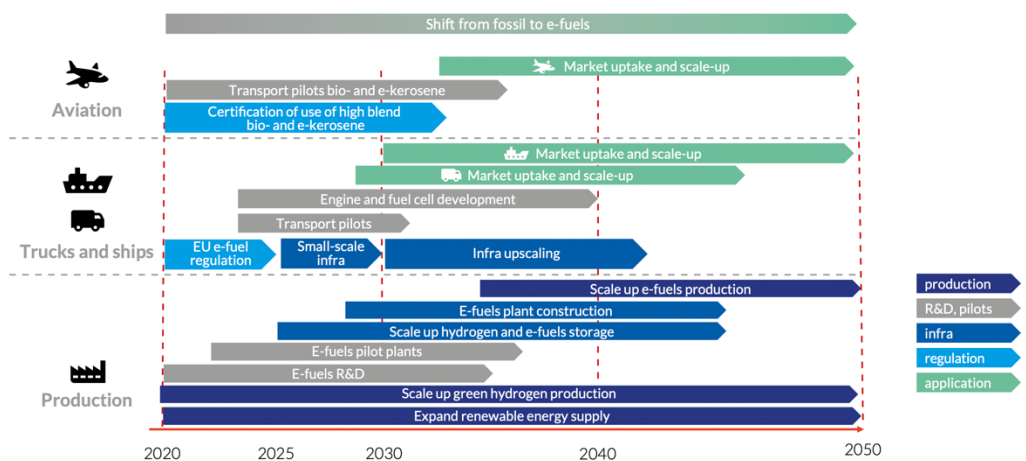 Shift from fossil to e-fuels
Market uptake and scale-up
Transport pilots bio- and e-kerosene
Aviation
Certification of use of high blend
bio- and e-kerosene
Market uptake and scale-up
Market uptake and scale-up
Engine and fuel cell development
Transport pilots
Trucks and ships
EU e-fuel
regulation
Small-scale
infra
Infra upscaling
Scale up e-fuels production
E-fuels plant construction
Scale up hydrogen and e-fuels storage
E-fuels pilot plants
E-fuels R&D
Production
Scale up green hydrogen production
Expand renewable energy supply
2020
2025
2030
2040
2050
production
R&D, pilots
infra
regulation
application